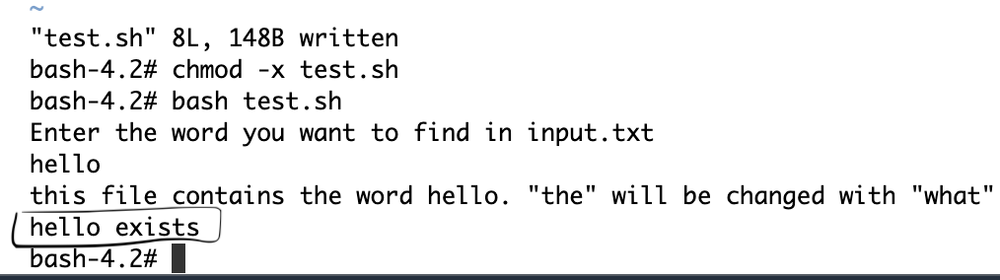 ~
"test.sh" 8L, 148B written
bash-4.2# chmod -x test.sh
bash-4.2# bash test.sh
Enter the word you want to find in input.txt
hello
this file contains the word hello. "the" will be changed with "what"
hello exists
bash-4.2#